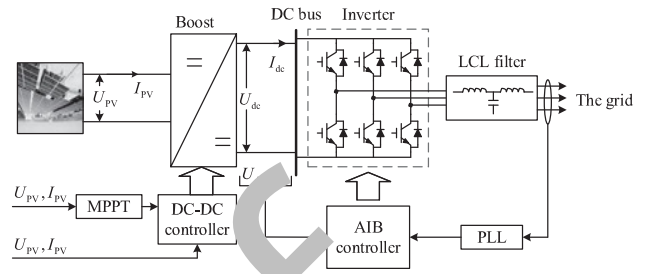 Boost
DC bus
Inverter
LCL filter
I_PV
U_PV
I_dc
U_dc
The grid
U
U_PV, I_PV
MPPT
DC-DC
controller
AIB
controller
PLL
U_PV, I_PV